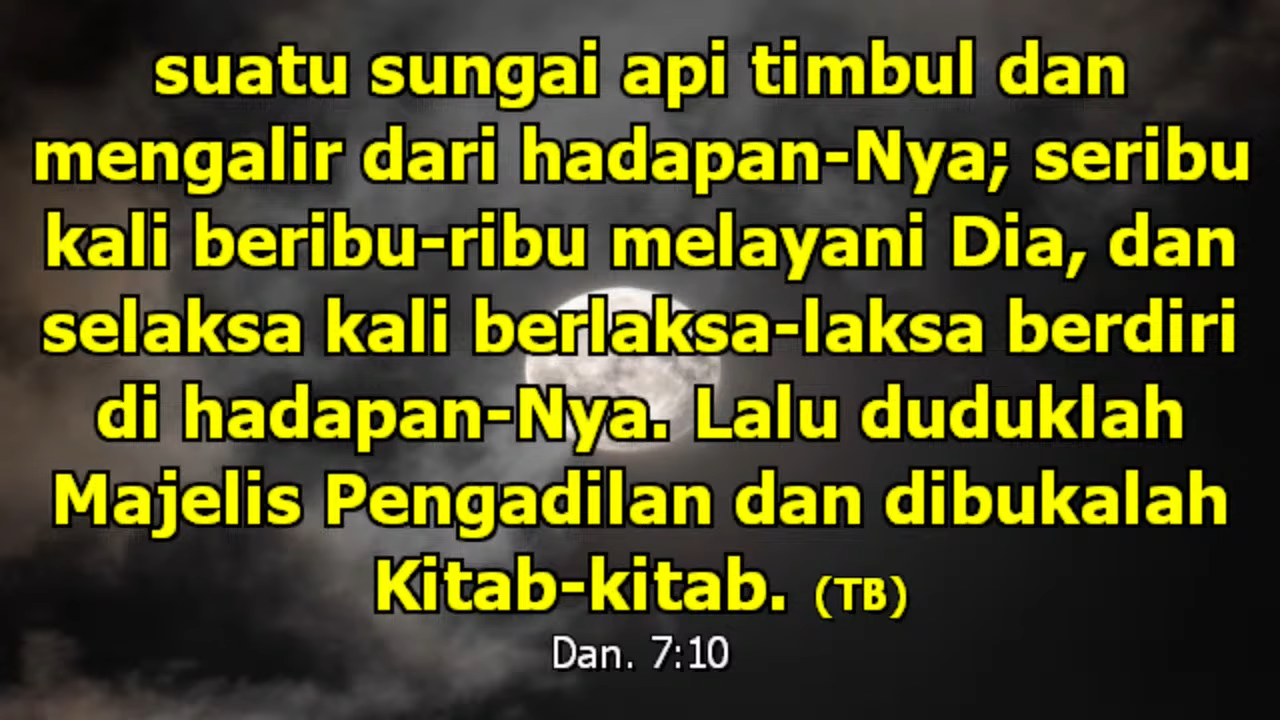 suatu sungai api timbul dan
mengalir dari hadapan-Nya; seribu
kali beribu-ribu melayani Dia, dan
selaksa kali berlaksa-laksa berdiri
di hadapan-Nya. Lalu duduklah
Majelis Pengadilan dan dibukalah
Kitab-kitab. (TB)
Dan. 7:10